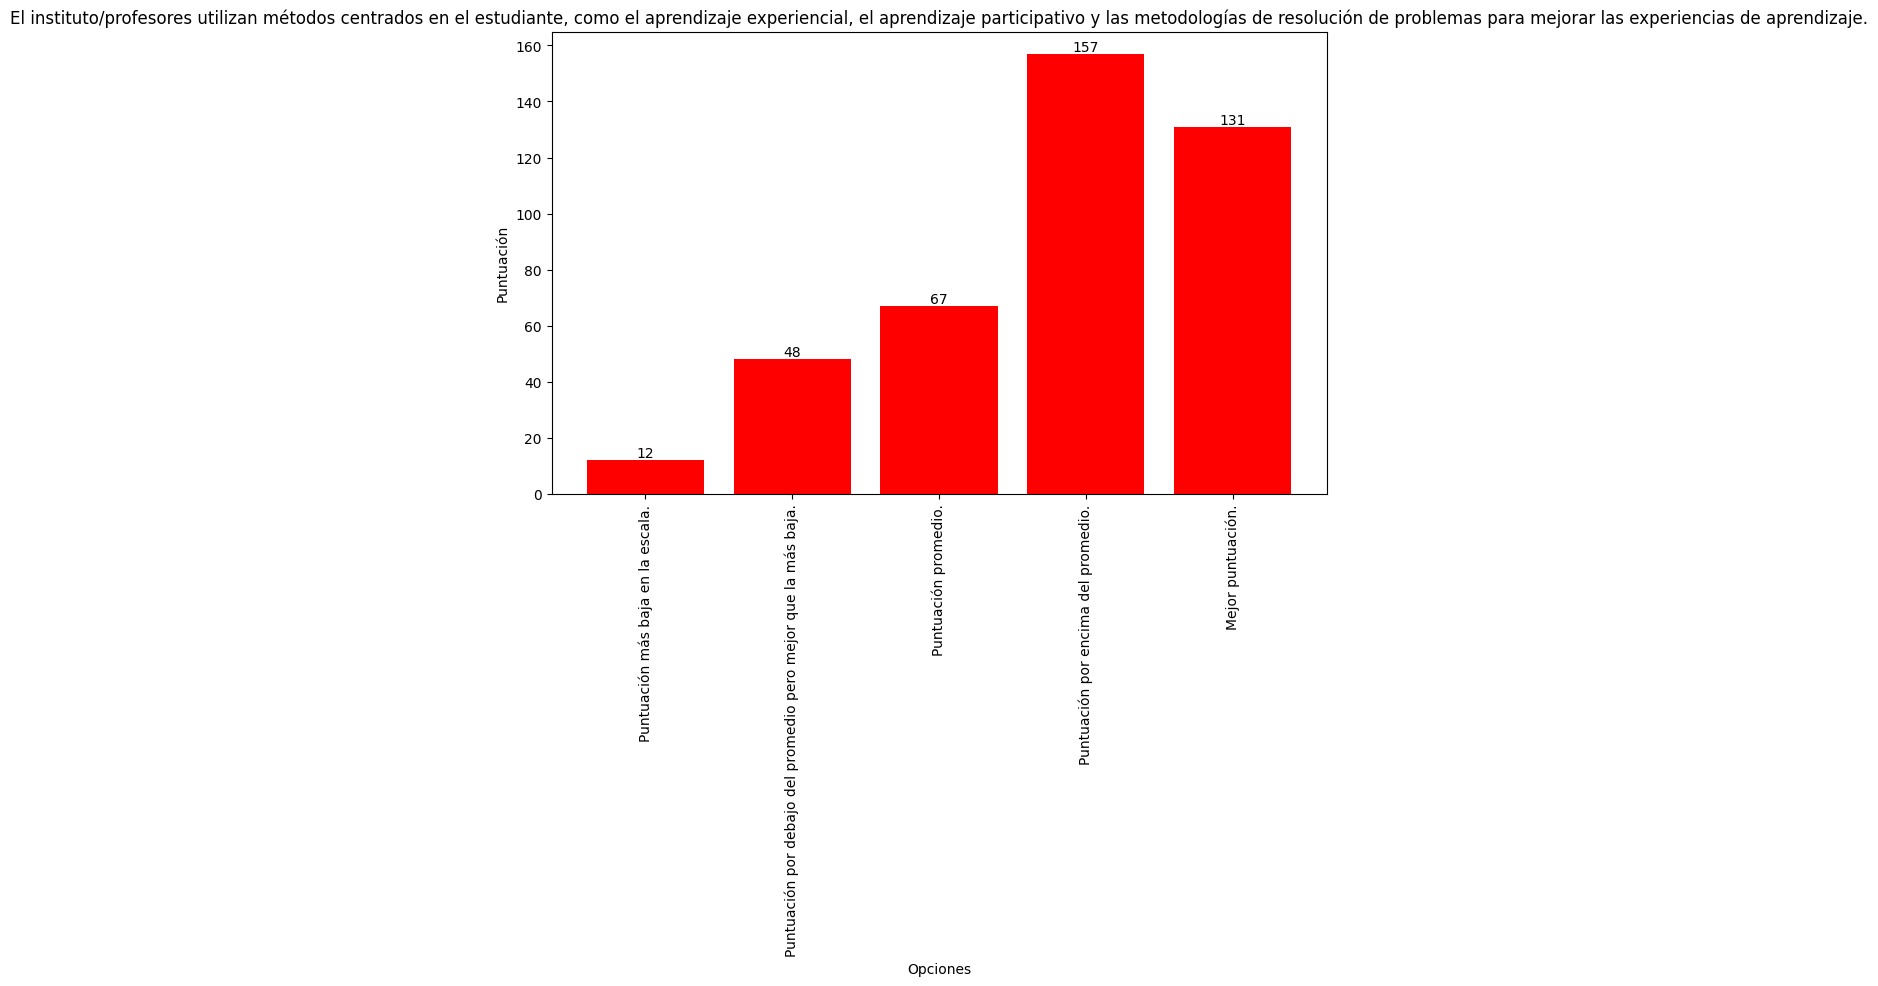 El instituto/profesores utilizan métodos centrados en el estudiante, como el aprendizaje experiencial, el aprendizaje participativo y las metodologías de resolución de problemas para mejorar las experiencias de aprendizaje.
Puntuación
160
140
120
100
80
60
40
20
0
12
48
67
157
131
Puntuación más baja en la escala.
Puntuación por debajo del promedio pero mejor que la más baja.
Puntuación promedio.
Puntuación por encima del promedio.
Mejor puntuación.
Opciones